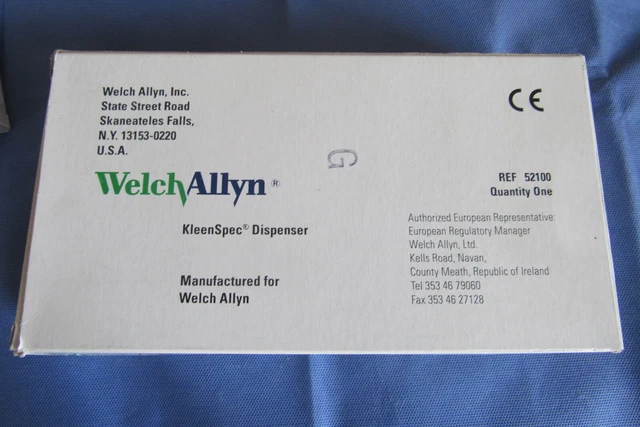 Welch Allyn, Inc.
State Street Road
Skaneateles Falls,
N.Y. 13153-0220
U.S.A.
CE
G
WelchAllyn®
REF 52100
Quantity One
KleenSpec® Dispenser
Authorized European Representative:
European Regulatory Manager
Welch Allyn, Ltd.
Kells Road, Navan,
County Meath, Republic of Ireland
Tel 353 46 79060
Fax 353 46 27128
Manufactured for
Welch Allyn